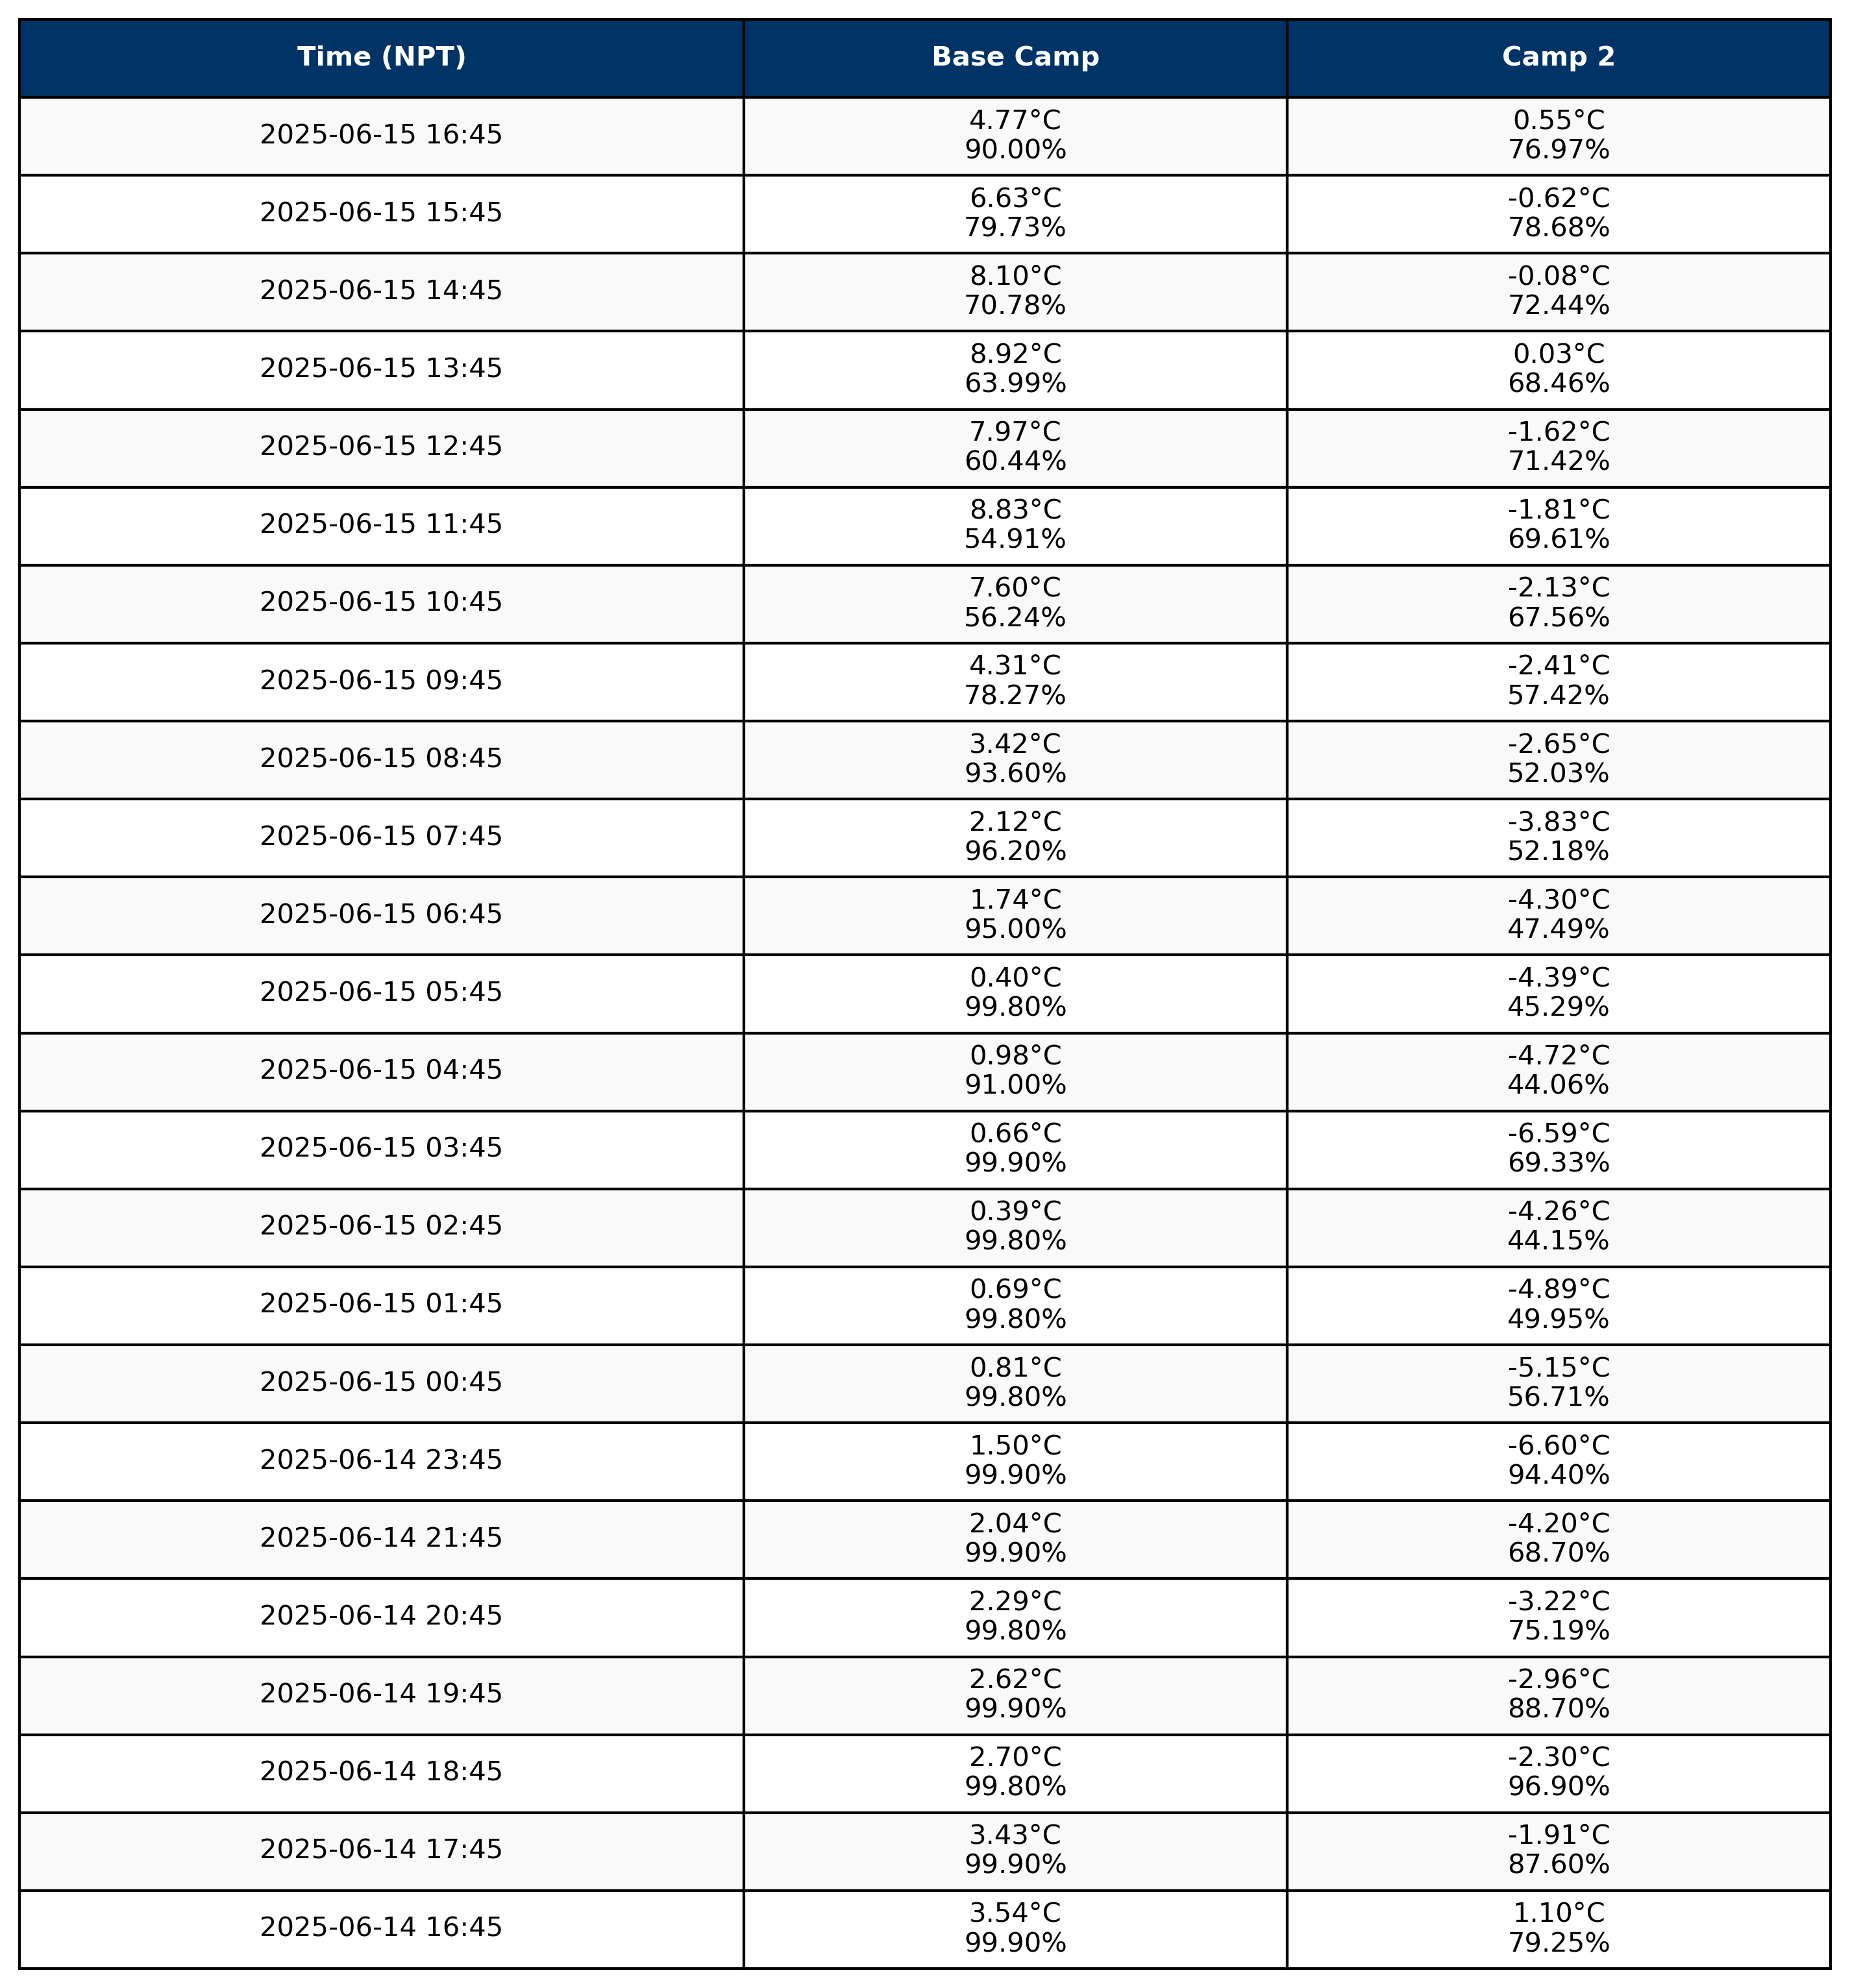 Time (NPT) Base Camp Camp 2
2025-06-15 16:45 4.77°C 0.55°C
90.00% 76.97%
2025-06-15 15:45 6.63°C -0.62°C
79.73% 78.68%
2025-06-15 14:45 8.10°C -0.08°C
70.78% 72.44%
2025-06-15 13:45 8.92°C 0.03°C
63.99% 68.46%
2025-06-15 12:45 7.97°C -1.62°C
60.44% 71.42%
2025-06-15 11:45 8.83°C -1.81°C
54.91% 69.61%
2025-06-15 10:45 7.60°C -2.13°C
56.24% 67.56%
2025-06-15 09:45 4.31°C -2.41°C
78.27% 57.42%
2025-06-15 08:45 3.42°C -2.65°C
93.60% 52.03%
2025-06-15 07:45 2.12°C -3.83°C
96.20% 52.18%
2025-06-15 06:45 1.74°C -4.30°C
95.00% 47.49%
2025-06-15 05:45 0.40°C -4.39°C
99.80% 45.29%
2025-06-15 04:45 0.98°C -4.72°C
91.00% 44.06%
2025-06-15 03:45 0.66°C -6.59°C
99.90% 69.33%
2025-06-15 02:45 0.39°C -4.26°C
99.80% 44.15%
2025-06-15 01:45 0.69°C -4.89°C
99.80% 49.95%
2025-06-15 00:45 0.81°C -5.15°C
99.80% 56.71%
2025-06-14 23:45 1.50°C -6.60°C
99.90% 94.40%
2025-06-14 21:45 2.04°C -4.20°C
99.90% 68.70%
2025-06-14 20:45 2.29°C -3.22°C
99.80% 75.19%
2025-06-14 19:45 2.62°C -2.96°C
99.90% 88.70%
2025-06-14 18:45 2.70°C -2.30°C
99.80% 96.90%
2025-06-14 17:45 3.43°C -1.91°C
99.90% 87.60%
2025-06-14 16:45 3.54°C 1.10°C
99.90% 79.25%